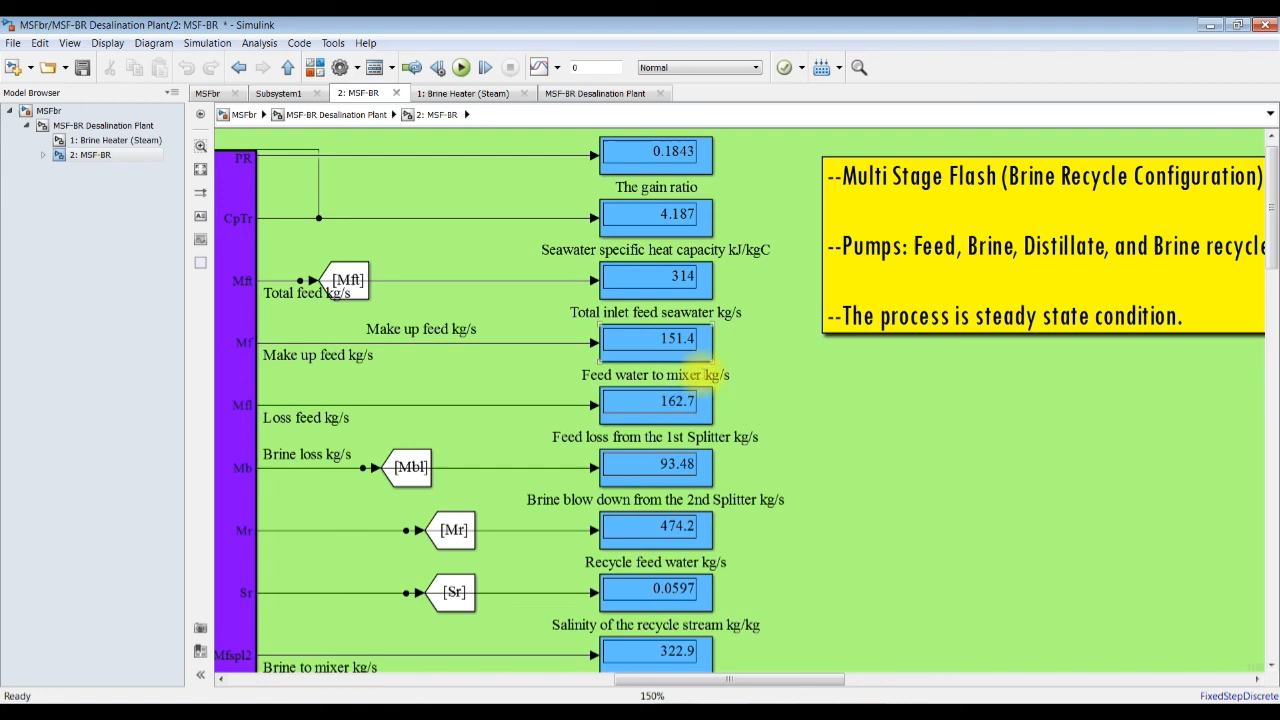 MSFbr/MSF-BR Desalination Plant/2: MSF-BR * - Simulink
File Edit View Display Diagram Simulation Analysis Code Tools Help
0 Normal
Model Browser
MSFbr Subsystem1 2: MSF-BR 1: Brine Heater (Steam) MSF-BR Desalination Plant
MSFbr
MSF-BR Desalination Plant
1: Brine Heater (Steam)
2: MSF-BR
MSFbr MSF-BR Desalination Plant 2: MSF-BR
PR
0.1843
The gain ratio
CpTr
4.187
Seawater specific heat capacity kJ/kgC
Mft
[Mft]
314
Total feed kg/s
Total inlet feed seawater kg/s
Make up feed kg/s
Mf
151.4
Make up feed kg/s
Feed water to mixer kg/s
Mfl
162.7
Loss feed kg/s
Feed loss from the 1st Splitter kg/s
Brine loss kg/s
Mb
[Mbl]
93.48
Brine blow down from the 2nd Splitter kg/s
Mr
[Mr]
474.2
Recycle feed water kg/s
Sr
[Sr]
0.0597
Salinity of the recycle stream kg/kg
Mfspl2
322.9
Brine to mixer kg/s
--Multi Stage Flash (Brine Recycle Configuration)
--Pumps: Feed, Brine, Distillate, and Brine recycle
--The process is steady state condition.
Ready 150% FixedStepDiscrete